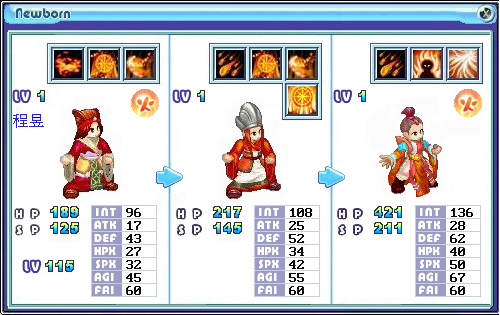 Newborn
LV 1
程昱
HP 189
SP 125
LV 115
INT 96
ATK 17
DEF 43
HPX 27
SPX 32
AGI 45
FAI 60
LV 1
HP 217
SP 145
INT 108
ATK 25
DEF 52
HPX 34
SPX 42
AGI 55
FAI 60
LV 1
HP 421
SP 211
INT 136
ATK 28
DEF 62
HPX 40
SPX 50
AGI 67
FAI 60